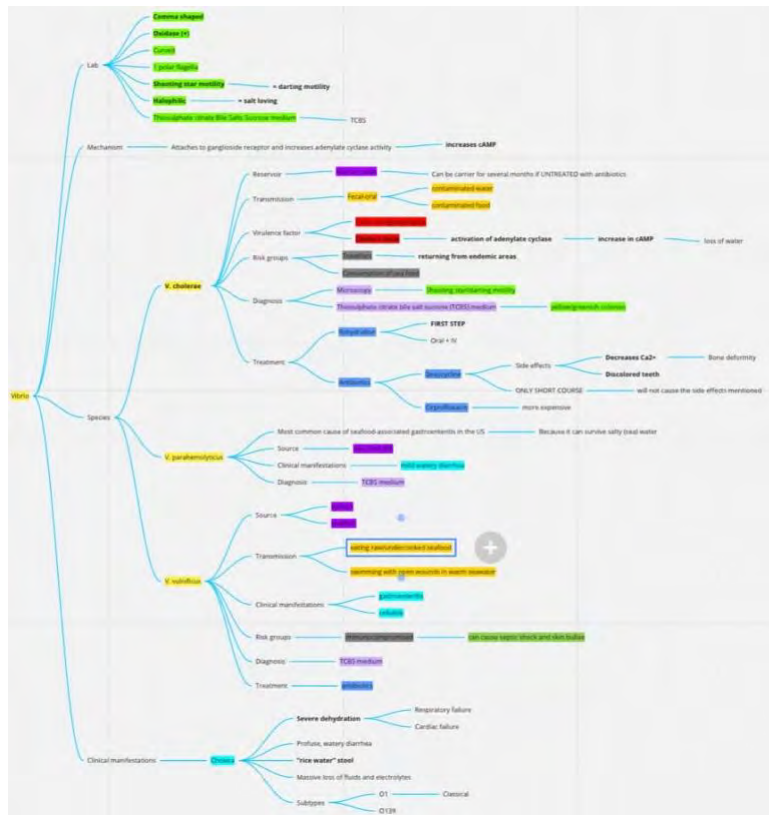 Comma shaped
Oxidase (+)
Curved
1 polar flagella
Lab
Shooting star motility
= darting motility
Halophilic
= salt loving
Thiosulphate citrate Bile Salts Sucrose medium
TCBS
Mechanism
Attaches to ganglioside receptor and increases adenylate cyclase activity
increases cAMP
Reservoir
Can be carrier for several months if UNTREATED with antibiotics
Transmission
Fecal-oral
contaminated water
contaminated food
Virulence factor
activation of adenylate cyclase
increase in cAMP
loss of water
Risk groups
returning from endemic areas
Consumption of sea food
V. cholerae
Diagnosis
Microscopy
Shooting star/darting motility
Thiosulphate citrate bile salt sucrose (TCBS) medium
yellow/greenish colonies
Treatment
Rehydration
FIRST STEP
Oral + IV
Antibiotics
Doxycycline
Side effects
Decreases Ca2+
Bone deformity
Discolored teeth
ONLY SHORT COURSE
will not cause the side effects mentioned
Ciprofloxacin
more expensive
Vibrio
Species
V. parahemolyticus
Most common cause of seafood-associated gastroenteritis in the US
Because it can survive salty treat water
Source
Clinical manifestations
mild watery diarrhea
Diagnosis
TCBS medium
V. vulnificus
Source
Transmission
eating raw/undercooked seafood
swimming with open wounds in warm seawater
Clinical manifestations
gastroenteritis
cellulitis
Risk groups
immunocompromised
can cause septic shock and skin bullae
Diagnosis
TCBS medium
Treatment
antibiotics
Clinical manifestations
Cholera
Severe dehydration
Respiratory failure
Cardiac failure
Profuse, watery diarrhea
"rice water" stool
Massive loss of fluids and electrolytes
Subtypes
O1
Classical
O139